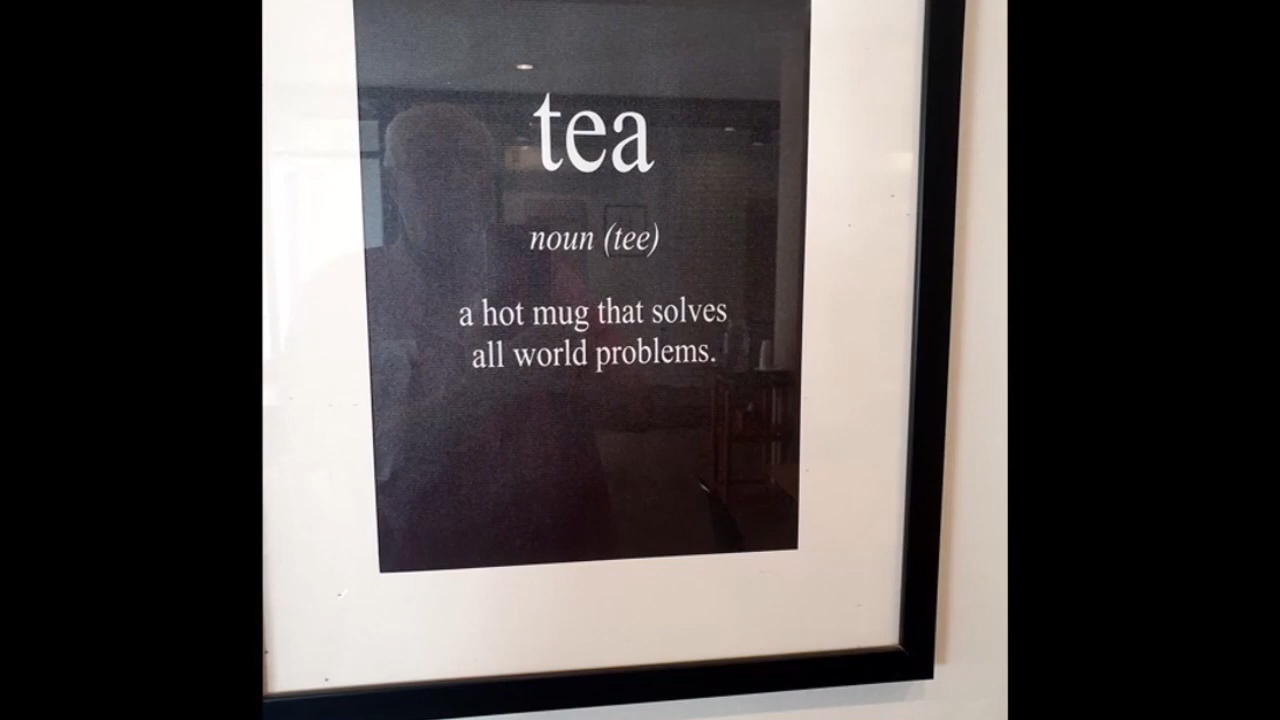 tea
noun (tee)
a hot mug that solves
all world problems.